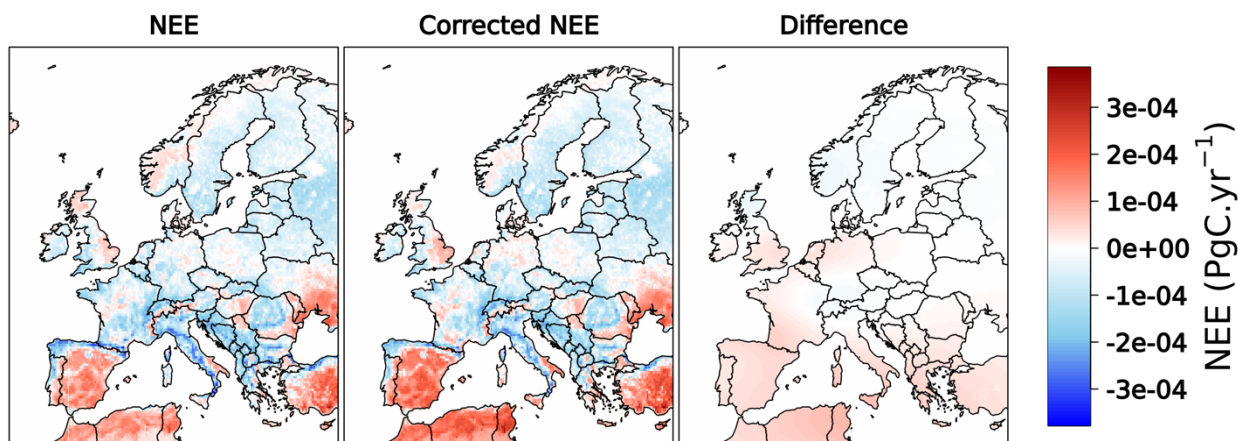 NEE
Corrected NEE
Difference
3e-04
2e-04
1e-04
0e+00
-1e-04
-2e-04
-3e-04
NEE (PgC.yr⁻¹)